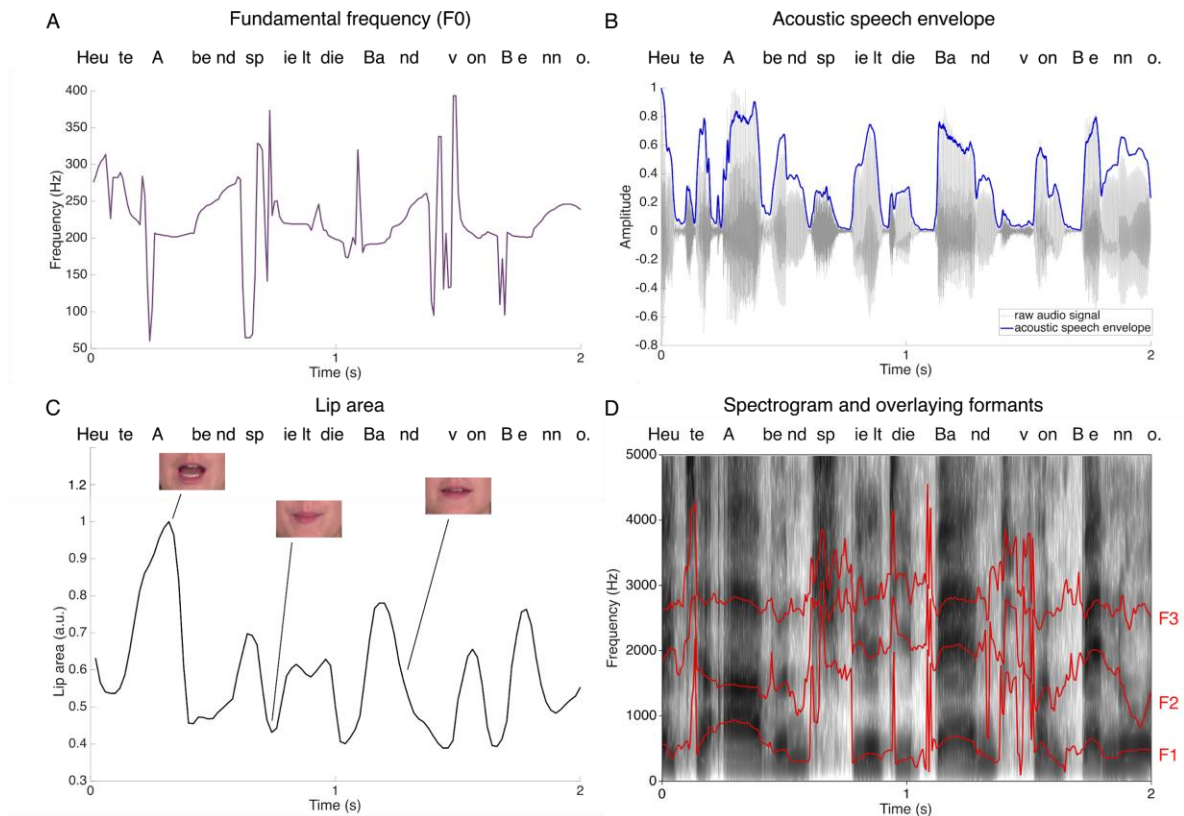 A Fundamental frequency (F0)
Heu te A be nd sp ie lt die Ba nd v on B e nn o.
400
350
300
250
200
150
100
50
Frequency (Hz)
0 1 2
Time (s)
B Acoustic speech envelope
Heu te A be nd sp ie lt die Ba nd v on B e nn o.
1
0.8
0.6
0.4
0.2
0
-0.2
-0.4
-0.6
-0.8
Amplitude
raw audio signal
acoustic speech envelope
0 1 2
Time (s)
C Lip area
Heu te A be nd sp ie lt die Ba nd v on B e nn o.
1.2
1
0.9
0.8
0.7
0.6
0.5
0.4
0.3
Lip area (a.u.)
0 1 2
Time (s)
D Spectrogram and overlaying formants
Heu te A be nd sp ie lt die Ba nd v on B e nn o.
5000
4000
3000
2000
1000
0
Frequency (Hz)
F3
F2
F1
0 1 2
Time (s)